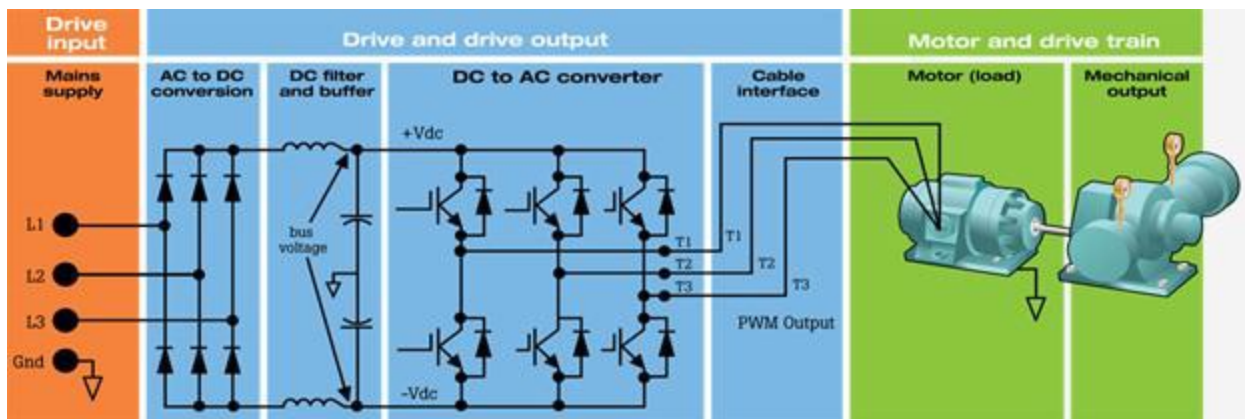 Drive
input
Drive and drive output
Motor and drive train
Mains
supply
AC to DC
conversion
DC filter
and buffer
DC to AC converter
Cable
interface
Motor (load)
Mechanical
output
+Vdc
L1
bus
voltage
T1
T1
T2
T2
L2
T3
T3
L3
PWM Output
Gnd
–Vdc